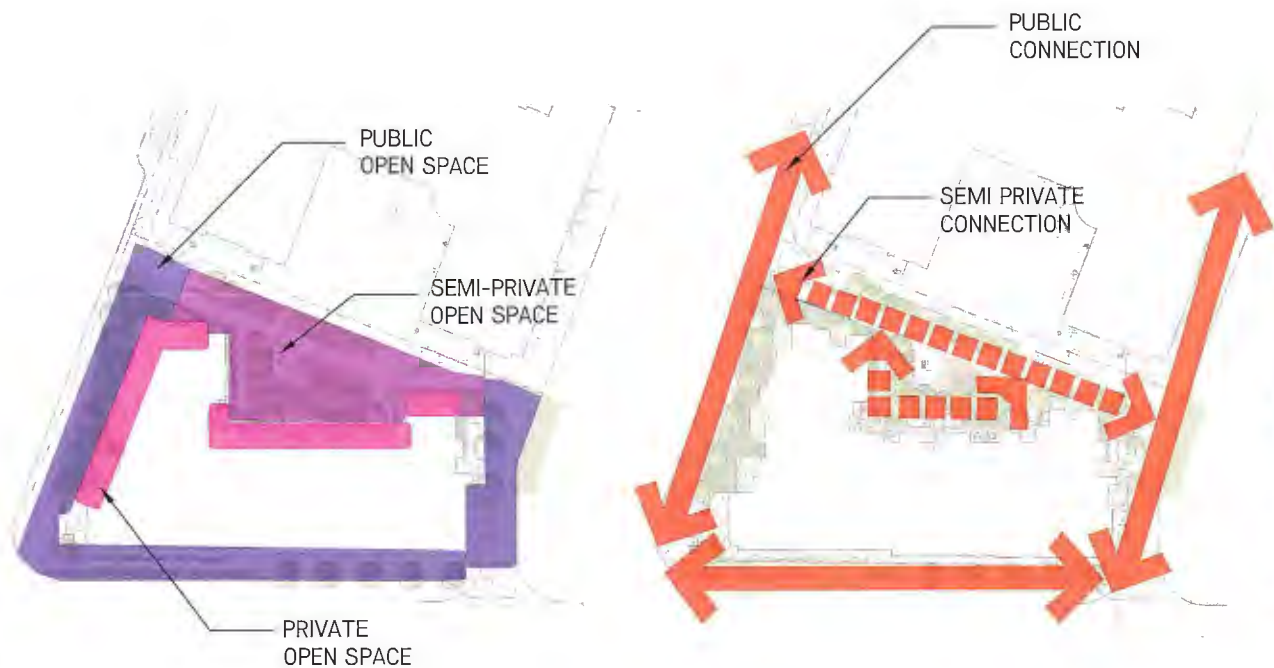 PUBLIC
OPEN SPACE
SEMI-PRIVATE
OPEN SPACE
PRIVATE
OPEN SPACE
PUBLIC
CONNECTION
SEMI PRIVATE
CONNECTION